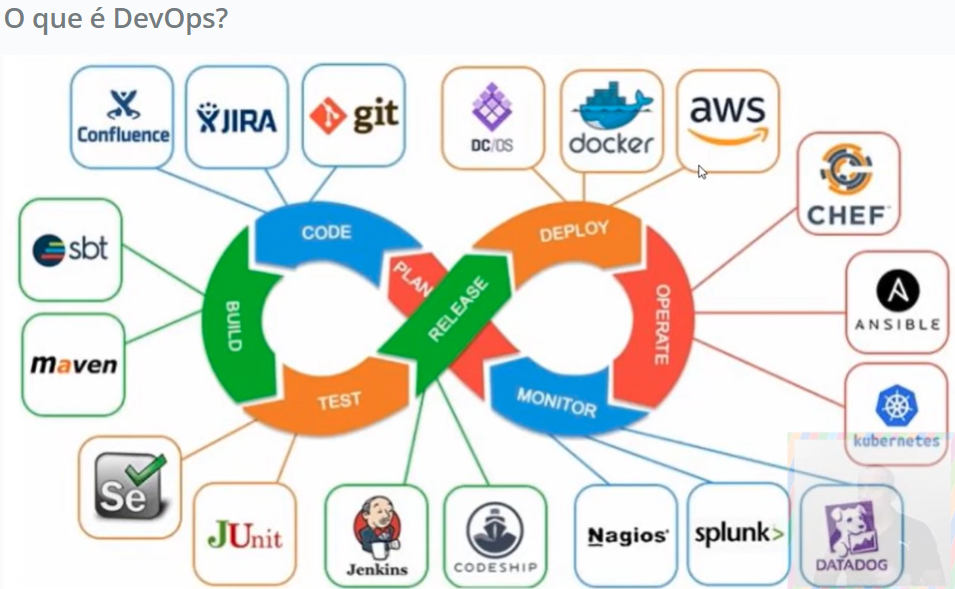 O que é DevOps?
Confluence
JIRA
git
DC/OS
docker
aws
CHEF
sbt
CODE
DEPLOY
PLAN
RELEASE
BUILD
OPERATE
ANSIBLE
maven
TEST
MONITOR
kubernetes
Se
JUnit
Jenkins
CODESHIP
Nagios
splunk>
DATADOG